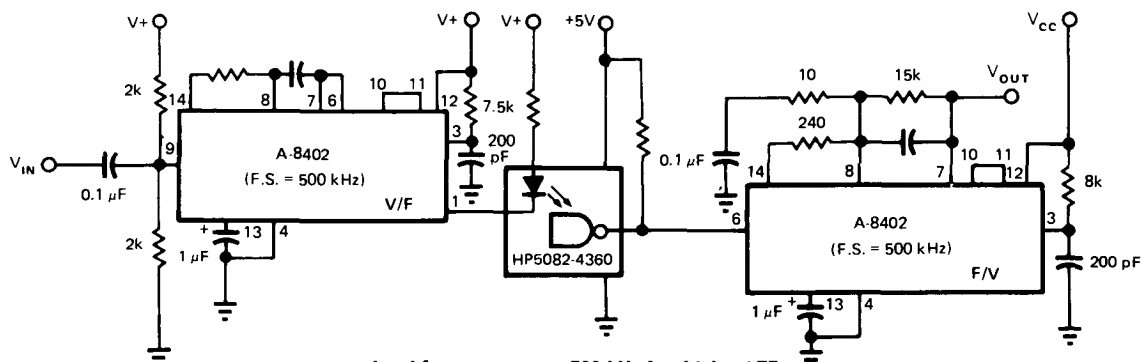 V+
V+
V+
+5V
V_CC
2k
14
8
7
6
10
11
12
7.5k
3
200 pF
9
V_IN
0.1 µF
A-8402
(F.S. = 500 kHz)
V/F
1
2k
+
1 µF
13
4
HP5082-4360
0.1 µF
10
15k
V_OUT
240
14
8
7
10
11
12
8k
6
3
A-8402
(F.S. = 500 kHz)
F/V
200 pF
1 µF
+
13
4